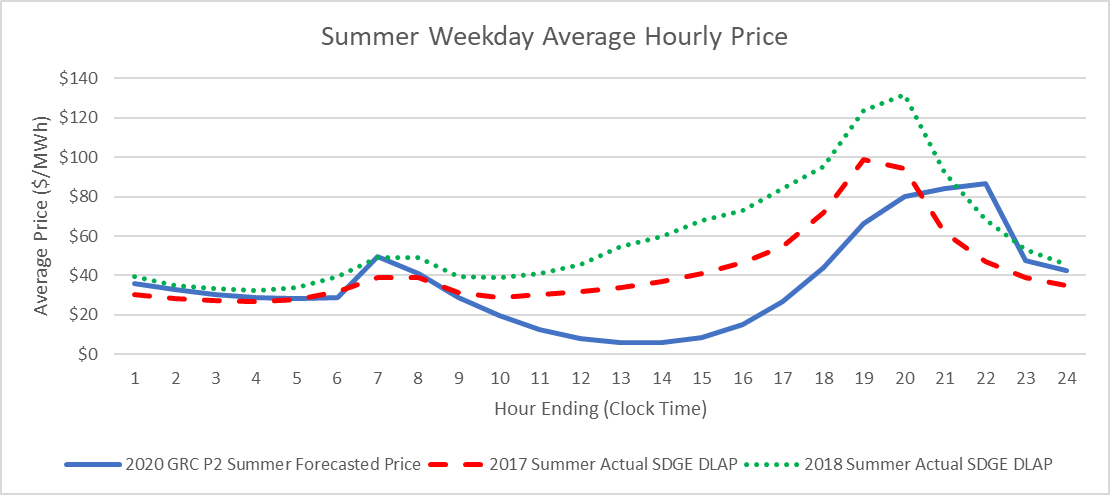 Summer Weekday Average Hourly Price
Average Price ($/MWh)
$140
$120
$100
$80
$60
$40
$20
$0
1 2 3 4 5 6 7 8 9 10 11 12 13 14 15 16 17 18 19 20 21 22 23 24
Hour Ending (Clock Time)
2020 GRC P2 Summer Forecasted Price 2017 Summer Actual SDGE DLAP 2018 Summer Actual SDGE DLAP